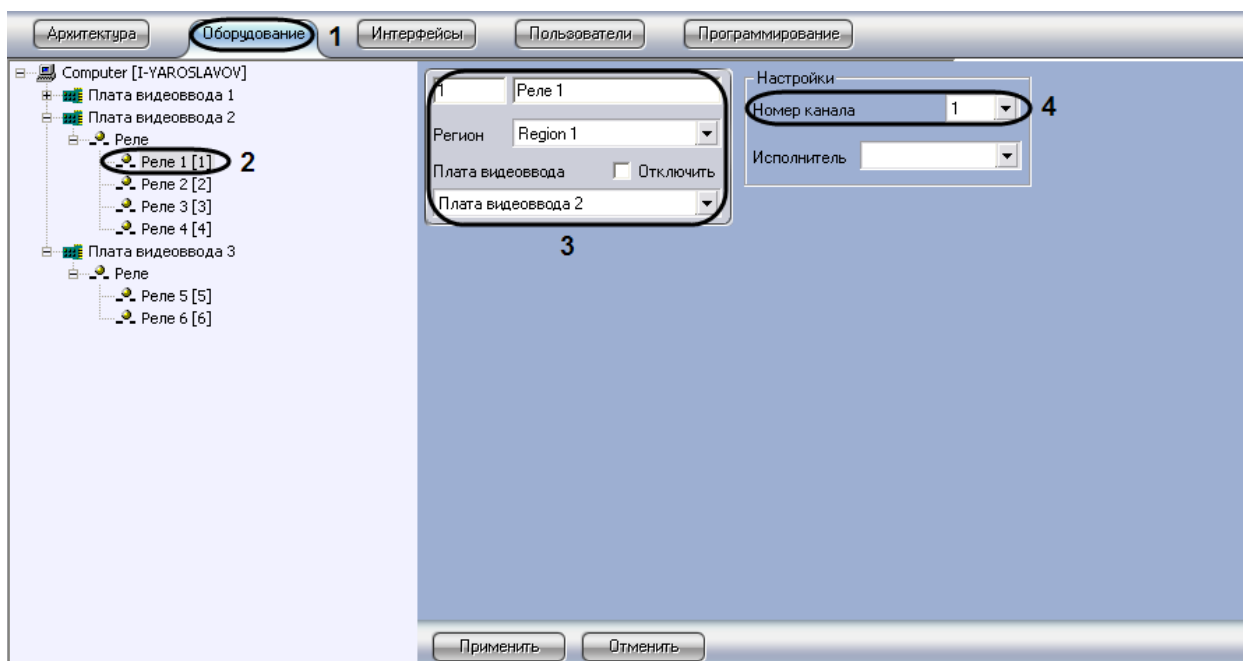 Архитектура Оборудование 1 Интерфейсы Пользователи Программирование
Computer [I-YAROSLAVOV]
Плата видеоввода 1
Плата видеоввода 2
Реле
Реле 1 [1] 2
Реле 2 [2]
Реле 3 [3]
Реле 4 [4]
Плата видеоввода 3
Реле
Реле 5 [5]
Реле 6 [6]
1 Реле 1
Регион Region 1
Плата видеоввода Отключить
Плата видеоввода 2
3
Настройки
Номер канала 1 4
Исполнитель
Применить Отменить